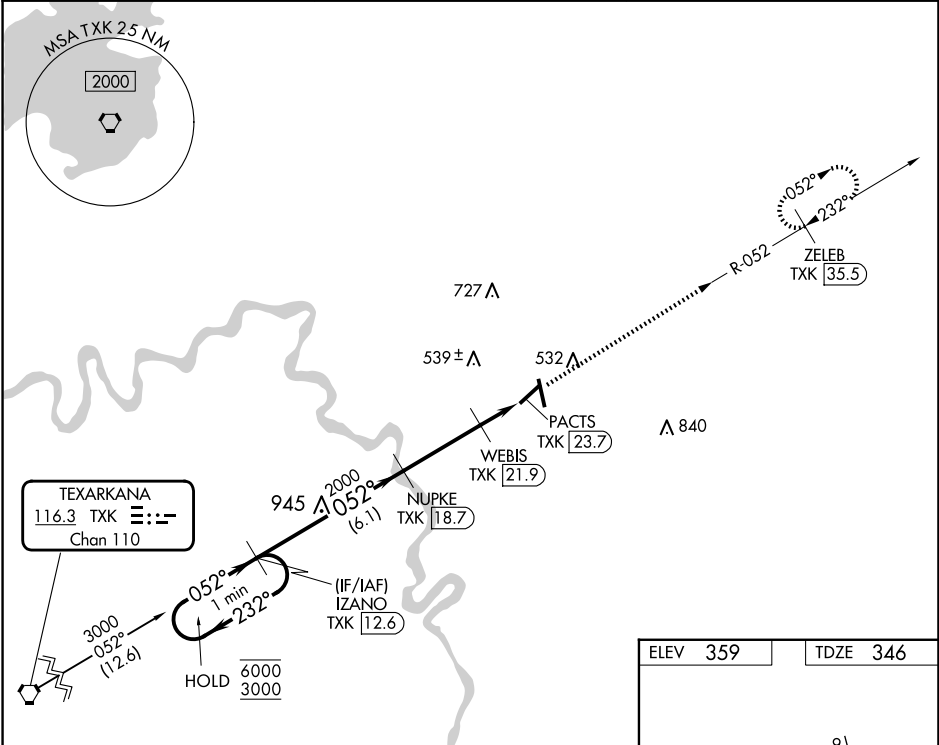 MSA TXK 25 NM
2000
052°
232°
ZELEB
TXK 35.5
R-052
727
539±
532
840
PACTS
TXK 23.7
WEBIS
TXK 21.9
NUPKE
TXK 18.7
945
2000
052°
(6.1)
TEXARKANA
116.3 TXK
Chan 110
052°
1 min
232°
(IF/IAF)
IZANO
TXK 12.6
3000
052°
(12.6)
HOLD
6000
3000
ELEV 359
TDZE 346